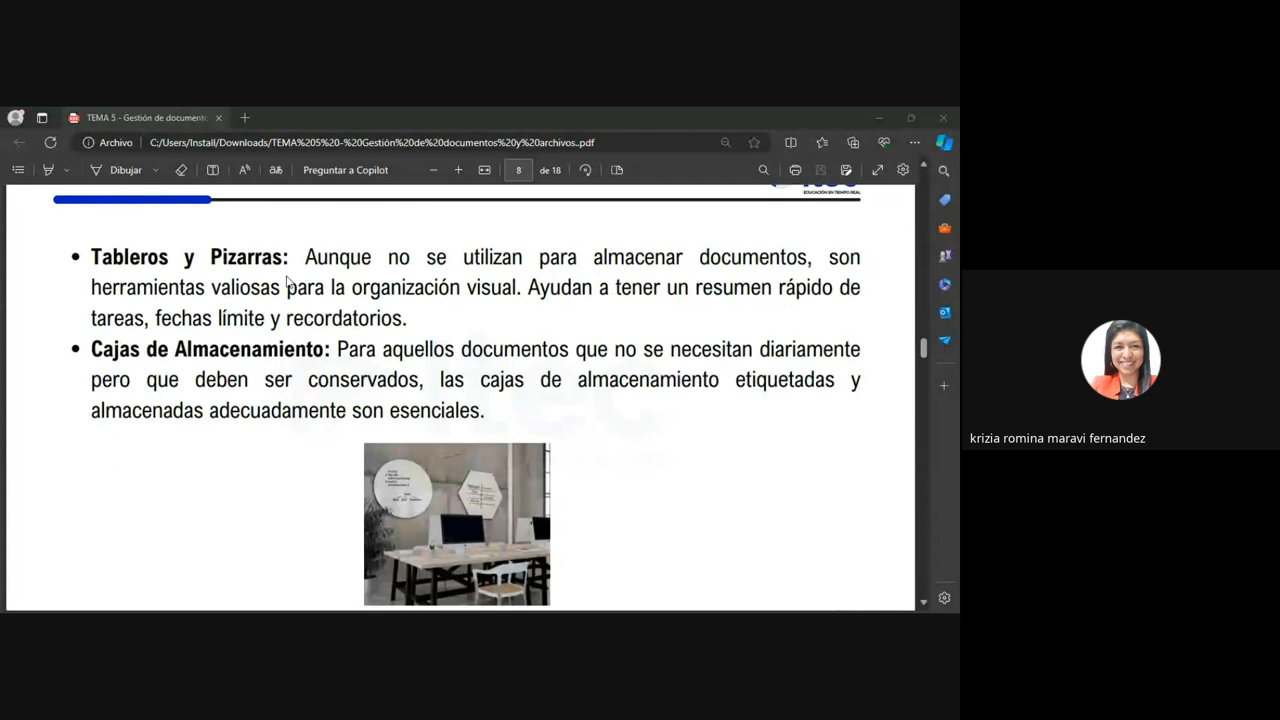 TEMA 5 - Gestión de document
Archivo C:/Users/Install/Downloads/TEMA%205%20-%20Gestión%20de%20documentos%20y%20archivos..pdf
Dibujar Preguntar a Copilot 8 de 18
EDUCACIÓN EN TIEMPO REAL
• Tableros y Pizarras: Aunque no se utilizan para almacenar documentos, son
herramientas valiosas para la organización visual. Ayudan a tener un resumen rápido de
tareas, fechas límite y recordatorios.
• Cajas de Almacenamiento: Para aquellos documentos que no se necesitan diariamente
pero que deben ser conservados, las cajas de almacenamiento etiquetadas y
almacenadas adecuadamente son esenciales.
krizia romina maravi fernandez